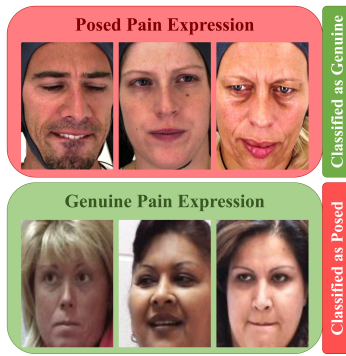 Posed Pain Expression
Classified as Genuine
Genuine Pain Expression
Classified as Posed